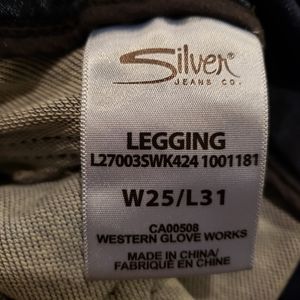 Silver
JEANS CO.
LEGGING
L27003SWK424 1001181
W25/L31
CA00508
WESTERN GLOVE WORKS
MADE IN CHINA/
FABRIQUÉ EN CHINE